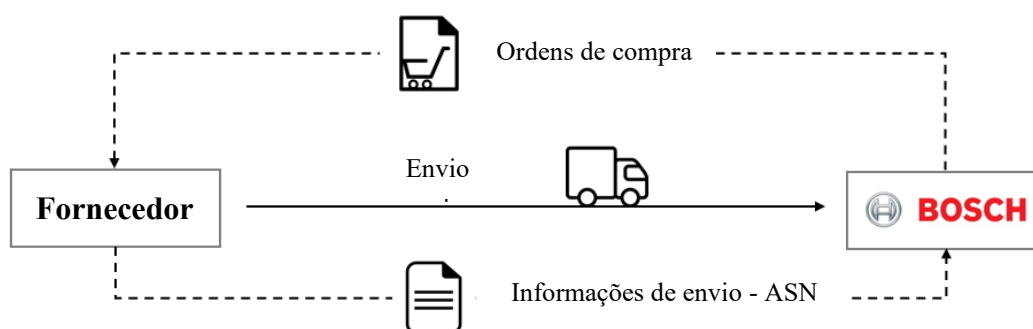 Ordens de compra
Envio
Fornecedor
BOSCH
Informações de envio - ASN